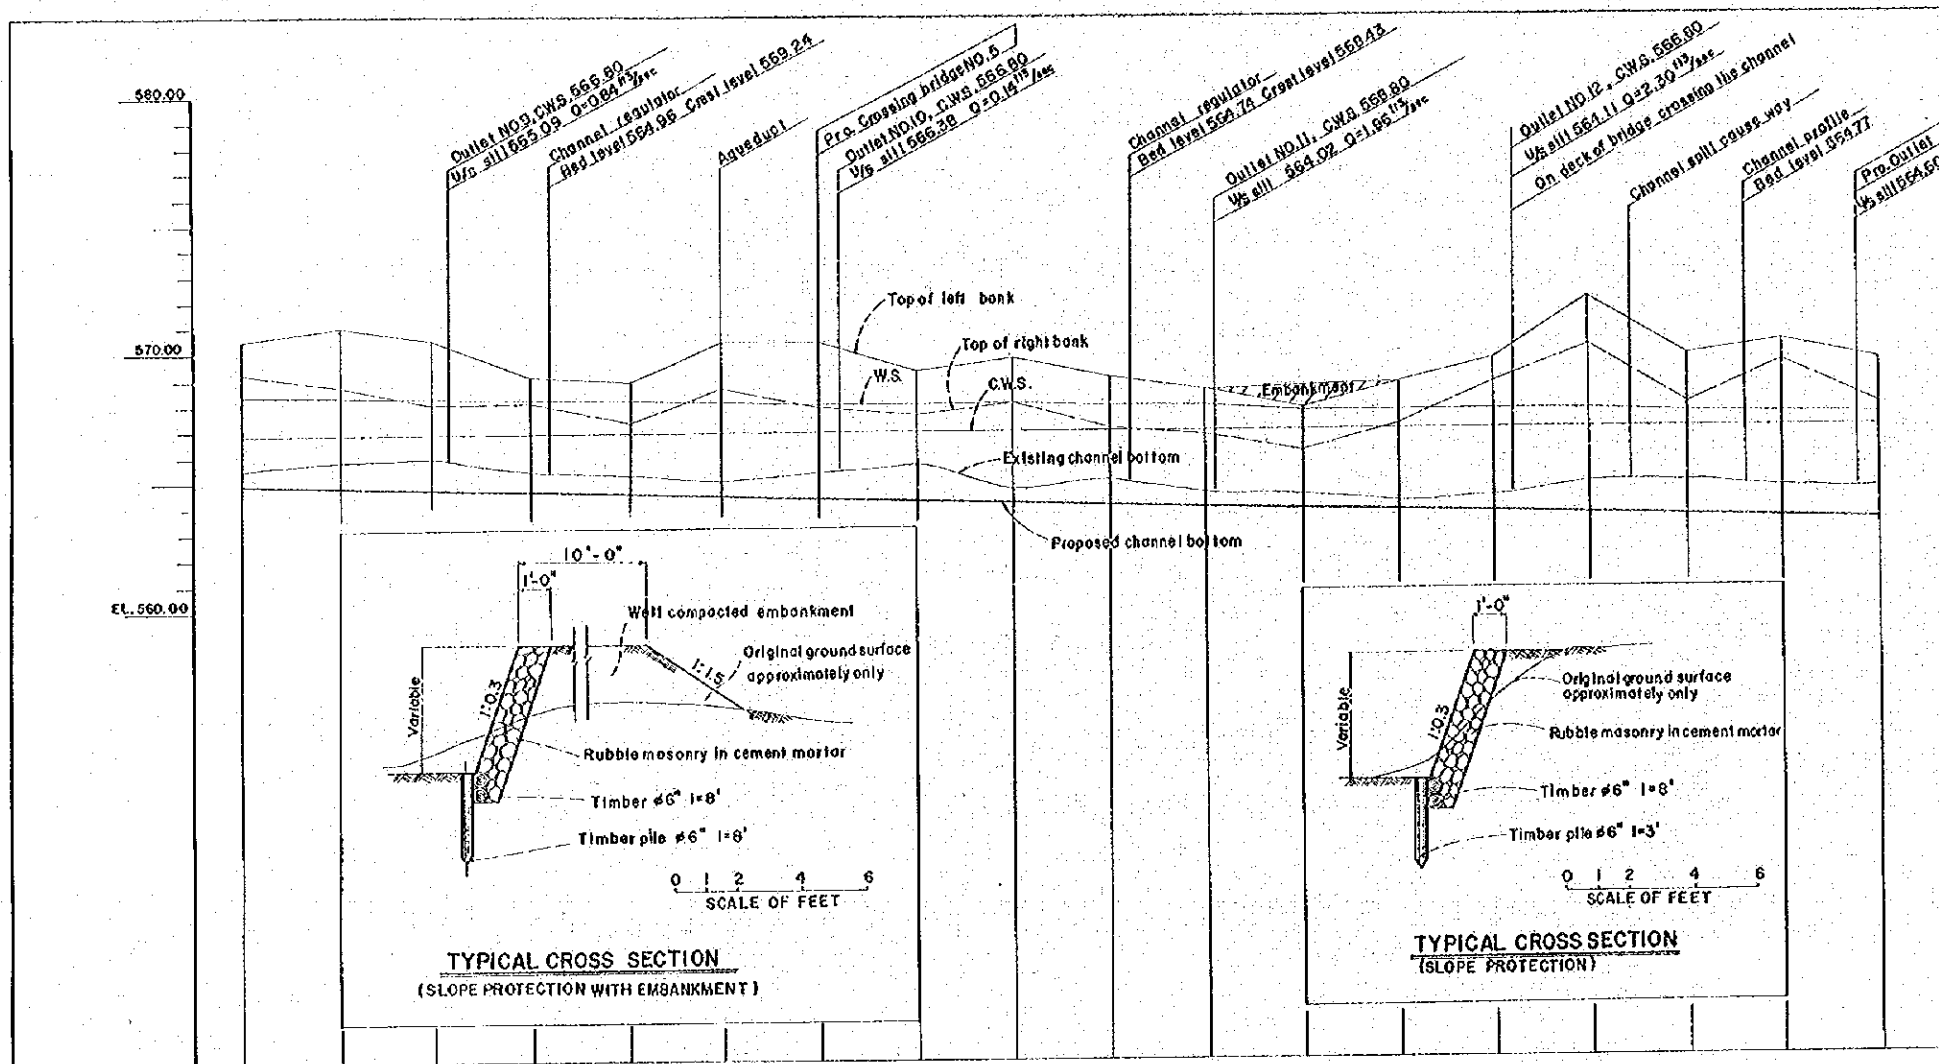 580.00
570.00
EL.560.00
Outlet NO.9, C.W.S. 566.80
U/s sill 565.09 Q=0.84 m3/sec
Channel regulator
Bed level 564.96 Crest level 569.24
Aqueduct
Pro. Crossing bridge NO.5
Outlet NO.10, C.W.S. 566.80
U/s sill 566.38 Q=0.14 m3/sec
Channel regulator
Bed level 564.74 Crest level 568.43
Outlet NO.11, C.W.S. 566.80
U/s sill 564.02 Q=1.95 m3/sec
Outlet NO.12, C.W.S. 566.80
U/s sill 564.11 Q=2.30 m3/sec
On deck of bridge crossing the channel
Channel split cause way
Channel profile
Bed level 564.77
Pro. Outlet
U/s sill 564.60
Top of left bank
Top of right bank
W.S.
C.W.S.
Embankment
Existing channel bottom
Proposed channel bottom
10'-0"
1'-0"
Well compacted embankment
Original ground surface
approximately only
1:1.5
Variable
1:0.3
Rubble masonry in cement mortar
Timber ø6" l=8'
Timber pile ø6" l=8'
0 1 2 4 6
SCALE OF FEET
TYPICAL CROSS SECTION
(SLOPE PROTECTION WITH EMBANKMENT)
1'-0"
Original ground surface
approximately only
Variable
1:0.3
Rubble masonry in cement mortar
Timber ø6" l=8'
Timber pile ø6" l=3'
0 1 2 4 6
SCALE OF FEET
TYPICAL CROSS SECTION
(SLOPE PROTECTION)